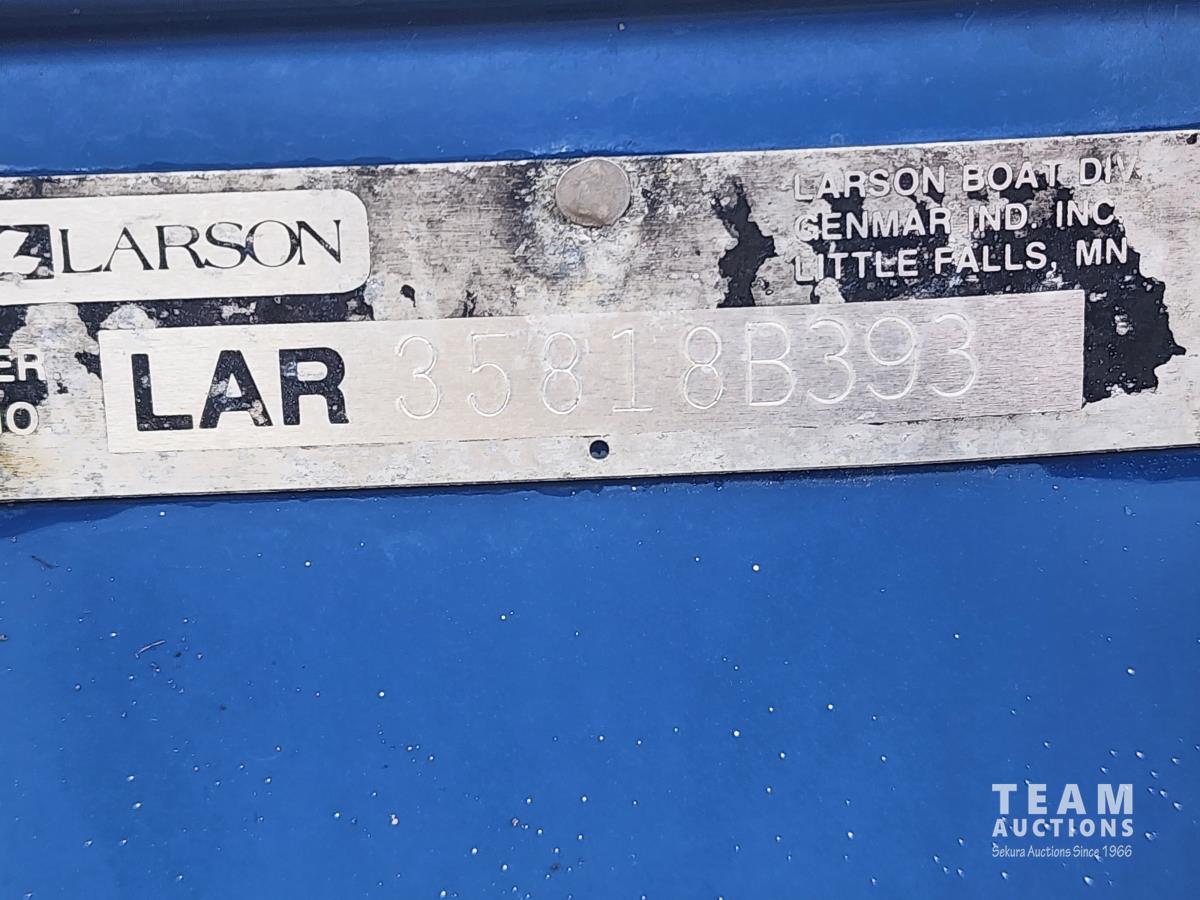 LARSON
LARSON BOAT DIV
GENMAR IND. INC
LITTLE FALLS, MN
ER
NO
LAR 35818B393
TEAM
AUCTIONS
Sekura Auctions Since 1966